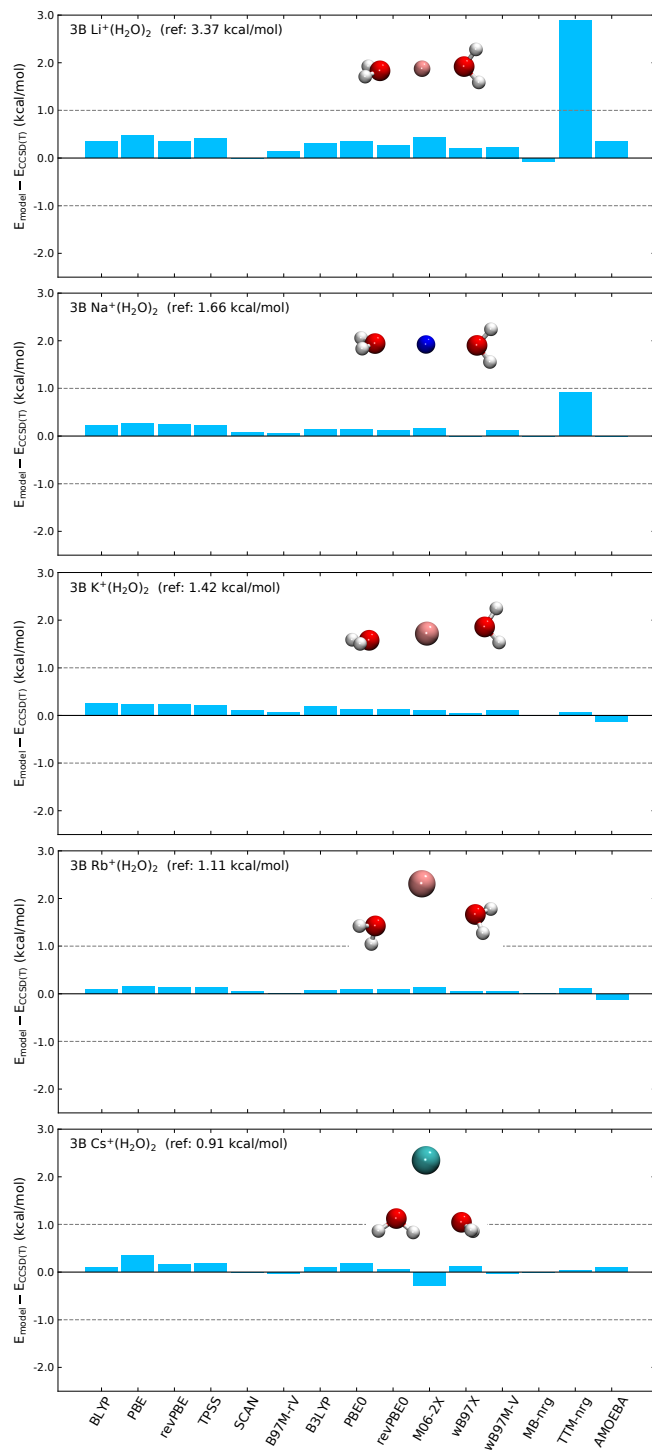 3B Li⁺(H₂O)₂ (ref: 3.37 kcal/mol)
E_model − E_CCSD(T) (kcal/mol)
3.0
2.0
1.0
0.0
-1.0
-2.0
3B Na⁺(H₂O)₂ (ref: 1.66 kcal/mol)
E_model − E_CCSD(T) (kcal/mol)
3.0
2.0
1.0
0.0
-1.0
-2.0
3B K⁺(H₂O)₂ (ref: 1.42 kcal/mol)
E_model − E_CCSD(T) (kcal/mol)
3.0
2.0
1.0
0.0
-1.0
-2.0
3B Rb⁺(H₂O)₂ (ref: 1.11 kcal/mol)
E_model − E_CCSD(T) (kcal/mol)
3.0
2.0
1.0
0.0
-1.0
-2.0
3B Cs⁺(H₂O)₂ (ref: 0.91 kcal/mol)
E_model − E_CCSD(T) (kcal/mol)
3.0
2.0
1.0
0.0
-1.0
-2.0
BLYP
PBE
revPBE
TPSS
SCAN
B97M-rV
B3LYP
PBE0
revPBE0
M06-2X
wB97X
wB97M-V
MB-nrg
TTM-nrg
AMOEBA